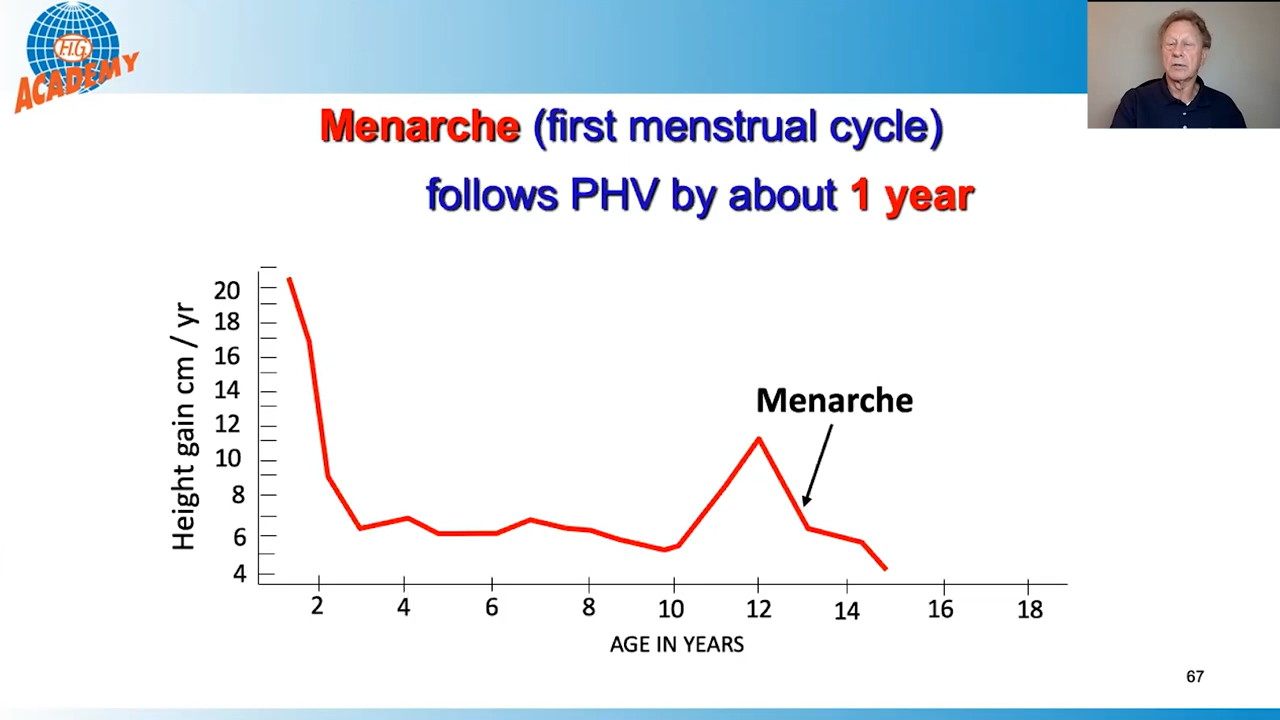 F.I.G.
ACADEMY
Menarche (first menstrual cycle)
follows PHV by about 1 year
Height gain cm / yr
20
18
16
14
12
10
8
6
4
Menarche
2 4 6 8 10 12 14 16 18
AGE IN YEARS
67